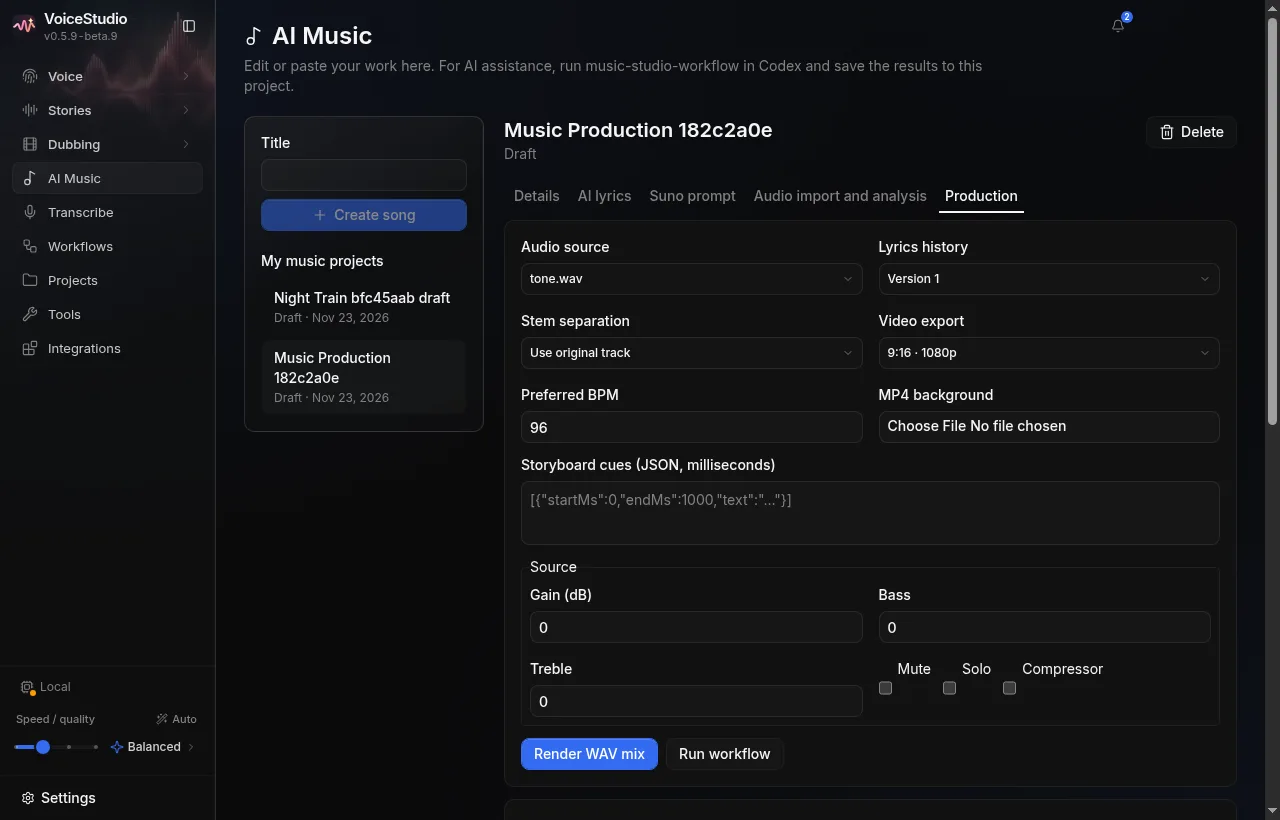 VoiceStudio
v0.5.9-beta.9
Voice
Stories
Dubbing
AI Music
Transcribe
Workflows
Projects
Tools
Integrations
Local
Speed / quality
Auto
Balanced
Settings
AI Music
2
Edit or paste your work here. For AI assistance, run music-studio-workflow in Codex and save the results to this
project.
Title
+ Create song
My music projects
Night Train bfc45aab draft
Draft · Nov 23, 2026
Music Production
182c2a0e
Draft · Nov 23, 2026
Music Production 182c2a0e
Draft
Delete
Details
AI lyrics
Suno prompt
Audio import and analysis
Production
Audio source
Lyrics history
tone.wav
Version 1
Stem separation
Video export
Use original track
9:16 · 1080p
Preferred BPM
MP4 background
96
Choose File No file chosen
Storyboard cues (JSON, milliseconds)
[{"startMs":0,"endMs":1000,"text":"…"}]
Source
Gain (dB)
Bass
0
0
Treble
Mute
Solo
Compressor
0
Render WAV mix
Run workflow